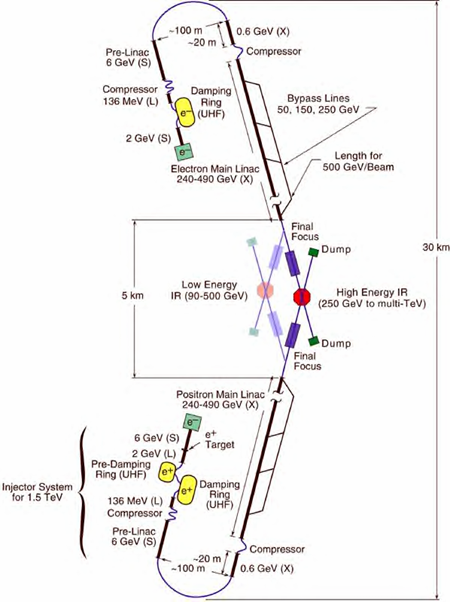 ~100 m
0.6 GeV (X)
~20 m
Compressor
Pre-Linac
6 GeV (S)
Compressor
136 MeV (L)
Damping
Ring
(UHF)
e−
2 GeV (S)
e−
Bypass Lines
50, 150, 250 GeV
Electron Main Linac
240-490 GeV (X)
Length for
500 GeV/Beam
Final
Focus
Dump
30 km
5 km
Low Energy
IR (90-500 GeV)
High Energy IR
(250 GeV to multi-TeV)
Dump
Final
Focus
Positron Main Linac
240-490 GeV (X)
e−
6 GeV (S)
e+
Target
2 GeV (L)
Pre-Damping
Ring (UHF)
e+
e+
Damping
Ring
(UHF)
Injector System
for 1.5 TeV
136 MeV (L)
Compressor
Pre-Linac
6 GeV (S)
Compressor
~20 m
~100 m
0.6 GeV (X)